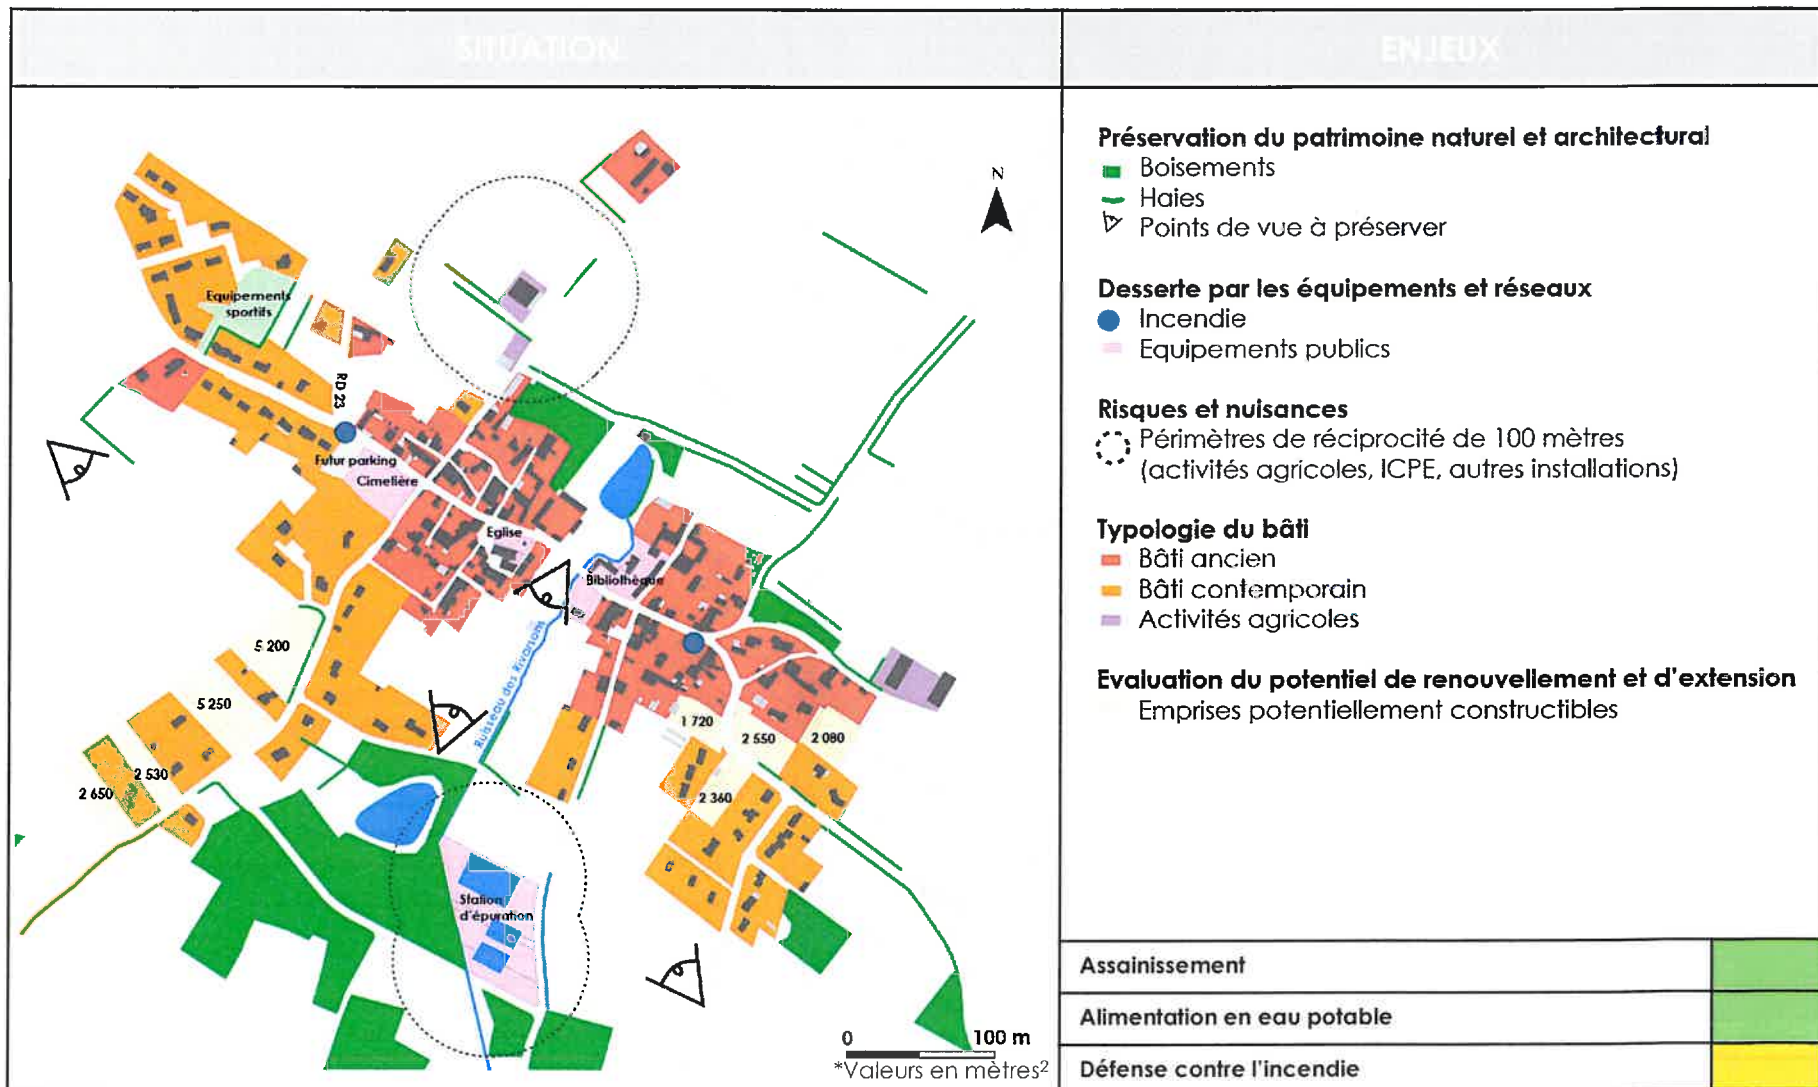 SITUATION
ENJEUX
N
Equipements
sportifs
RD 23
Futur parking
Cimetière
Eglise
Bibliothèque
Ruisseau des Rivansom
5 200
5 250
2 530
2 650
1 720
2 550
2 080
2 360
Station
d'épuration
0
100 m
*Valeurs en mètres²
Préservation du patrimoine naturel et architectural
Boisements
Haies
Points de vue à préserver
Desserte par les équipements et réseaux
Incendie
Equipements publics
Risques et nuisances
Périmètres de réciprocité de 100 mètres
(activités agricoles, ICPE, autres installations)
Typologie du bâti
Bâti ancien
Bâti contemporain
Activités agricoles
Evaluation du potentiel de renouvellement et d'extension
Emprises potentiellement constructibles
Assainissement
Alimentation en eau potable
Défense contre l'incendie